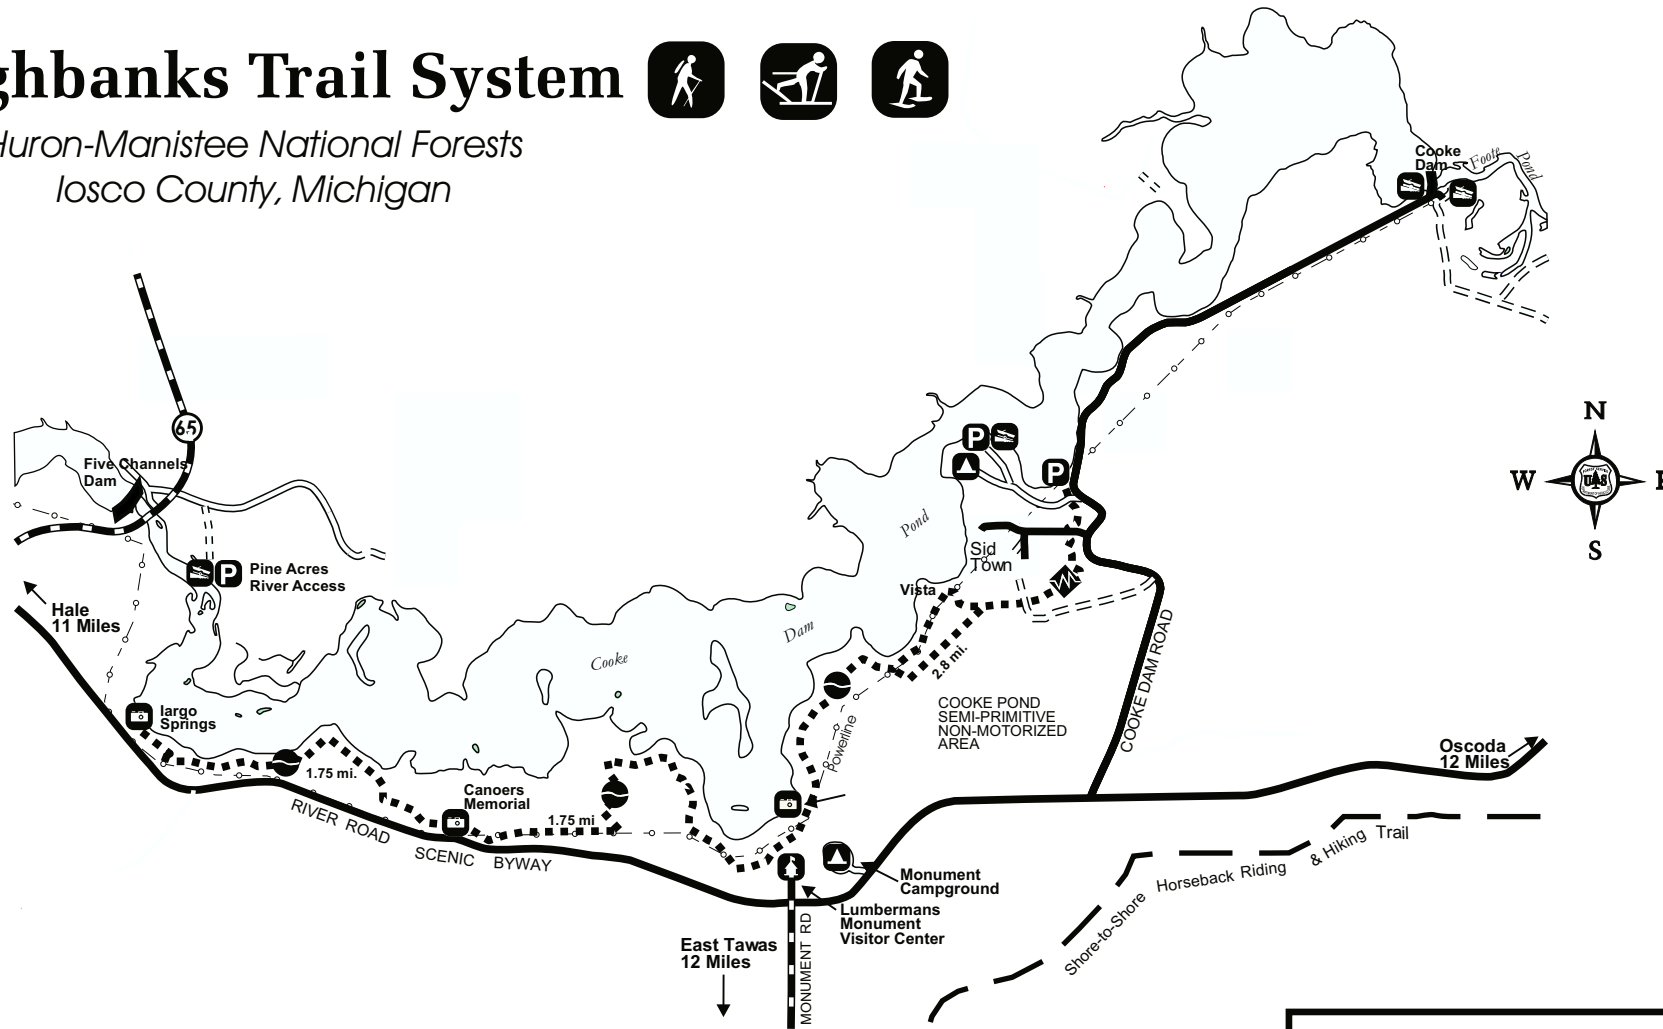 ghbanks Trail System
Huron-Manistee National Forests
Iosco County, Michigan
Cooke
Dam
Foote
Pond
65
Five Channels
Dam
N
W
E
S
US
P
P
P
Pond
Sid
Town
Vista
Pine Acres
River Access
Hale
11 Miles
Dam
Cooke
2.8 mi.
COOKE DAM ROAD
COOKE POND
SEMI-PRIMITIVE
NON-MOTORIZED
AREA
Iargo
Springs
Powerline
Oscoda
12 Miles
1.75 mi.
Canoers
Memorial
1.75 mi
RIVER ROAD
SCENIC BYWAY
Monument
Campground
Shore-to-Shore Horseback Riding & Hiking Trail
Lumbermans
Monument
Visitor Center
East Tawas
12 Miles
MONUMENT RD